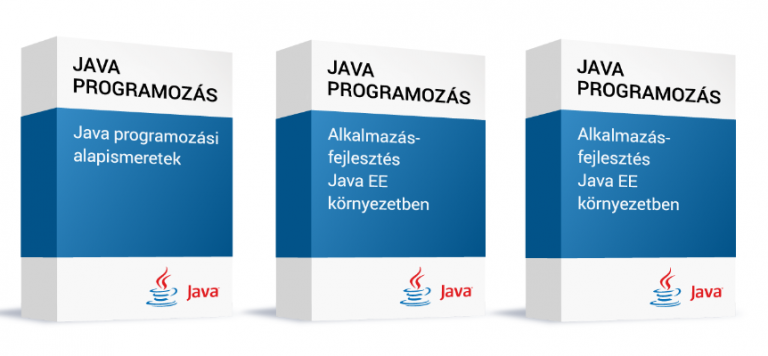 JAVA
PROGRAMOZÁS
Java programozási
alapismeretek
Java
JAVA
PROGRAMOZÁS
Alkalmazás-
fejlesztés
Java EE
környezetben
Java
JAVA
PROGRAMOZÁS
Alkalmazás-
fejlesztés
Java EE
környezetben
Java